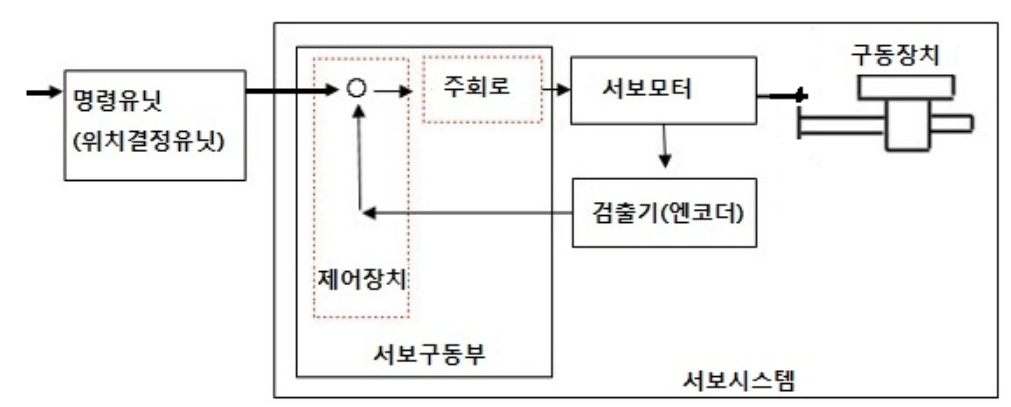 명령유닛
(위치결정유닛)
주회로
서보모터
구동장치
검출기(엔코더)
제어장치
서보구동부
서보시스템